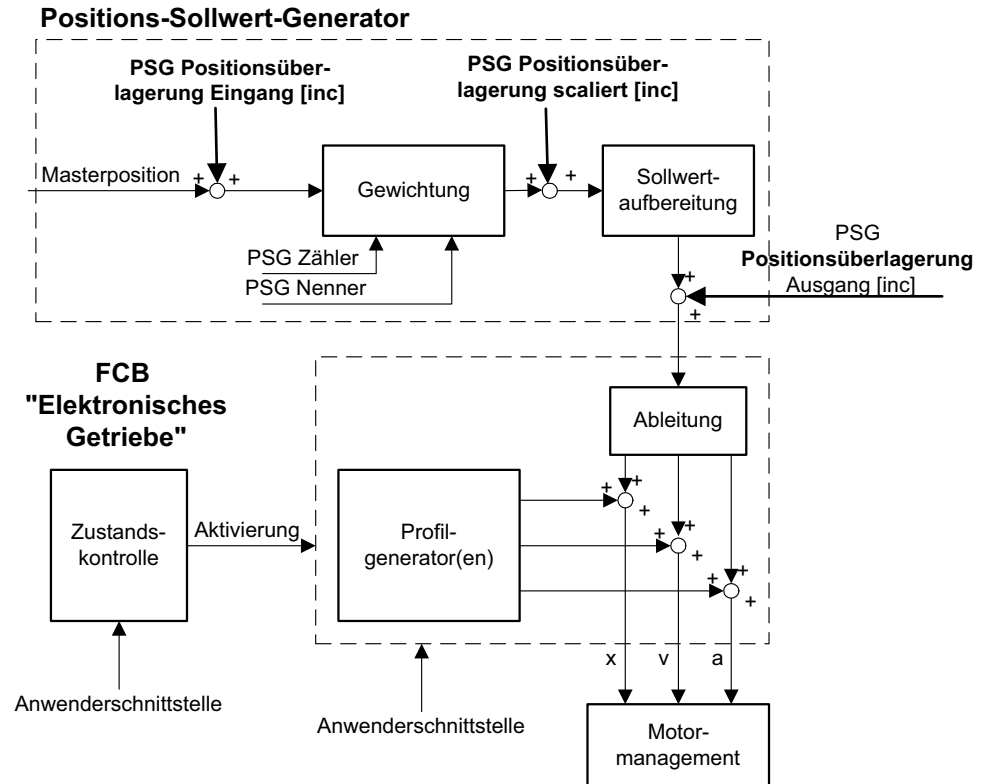 Positions-Sollwert-Generator
PSG Positionsüber-
lagerung Eingang [inc]
PSG Positionsüber-
lagerung scaliert [inc]
Masterposition
+
+
Gewichtung
+
+
Sollwert-
aufbereitung
PSG Zähler
PSG Nenner
PSG
Positionsüberlagerung
Ausgang [inc]
+
+
FCB
"Elektronisches
Getriebe"
Ableitung
Zustands-
kontrolle
Aktivierung
Profil-
generator(en)
+
+
+
+
+
+
+
+
+
x
v
a
Anwenderschnittstelle
Anwenderschnittstelle
Motor-
management